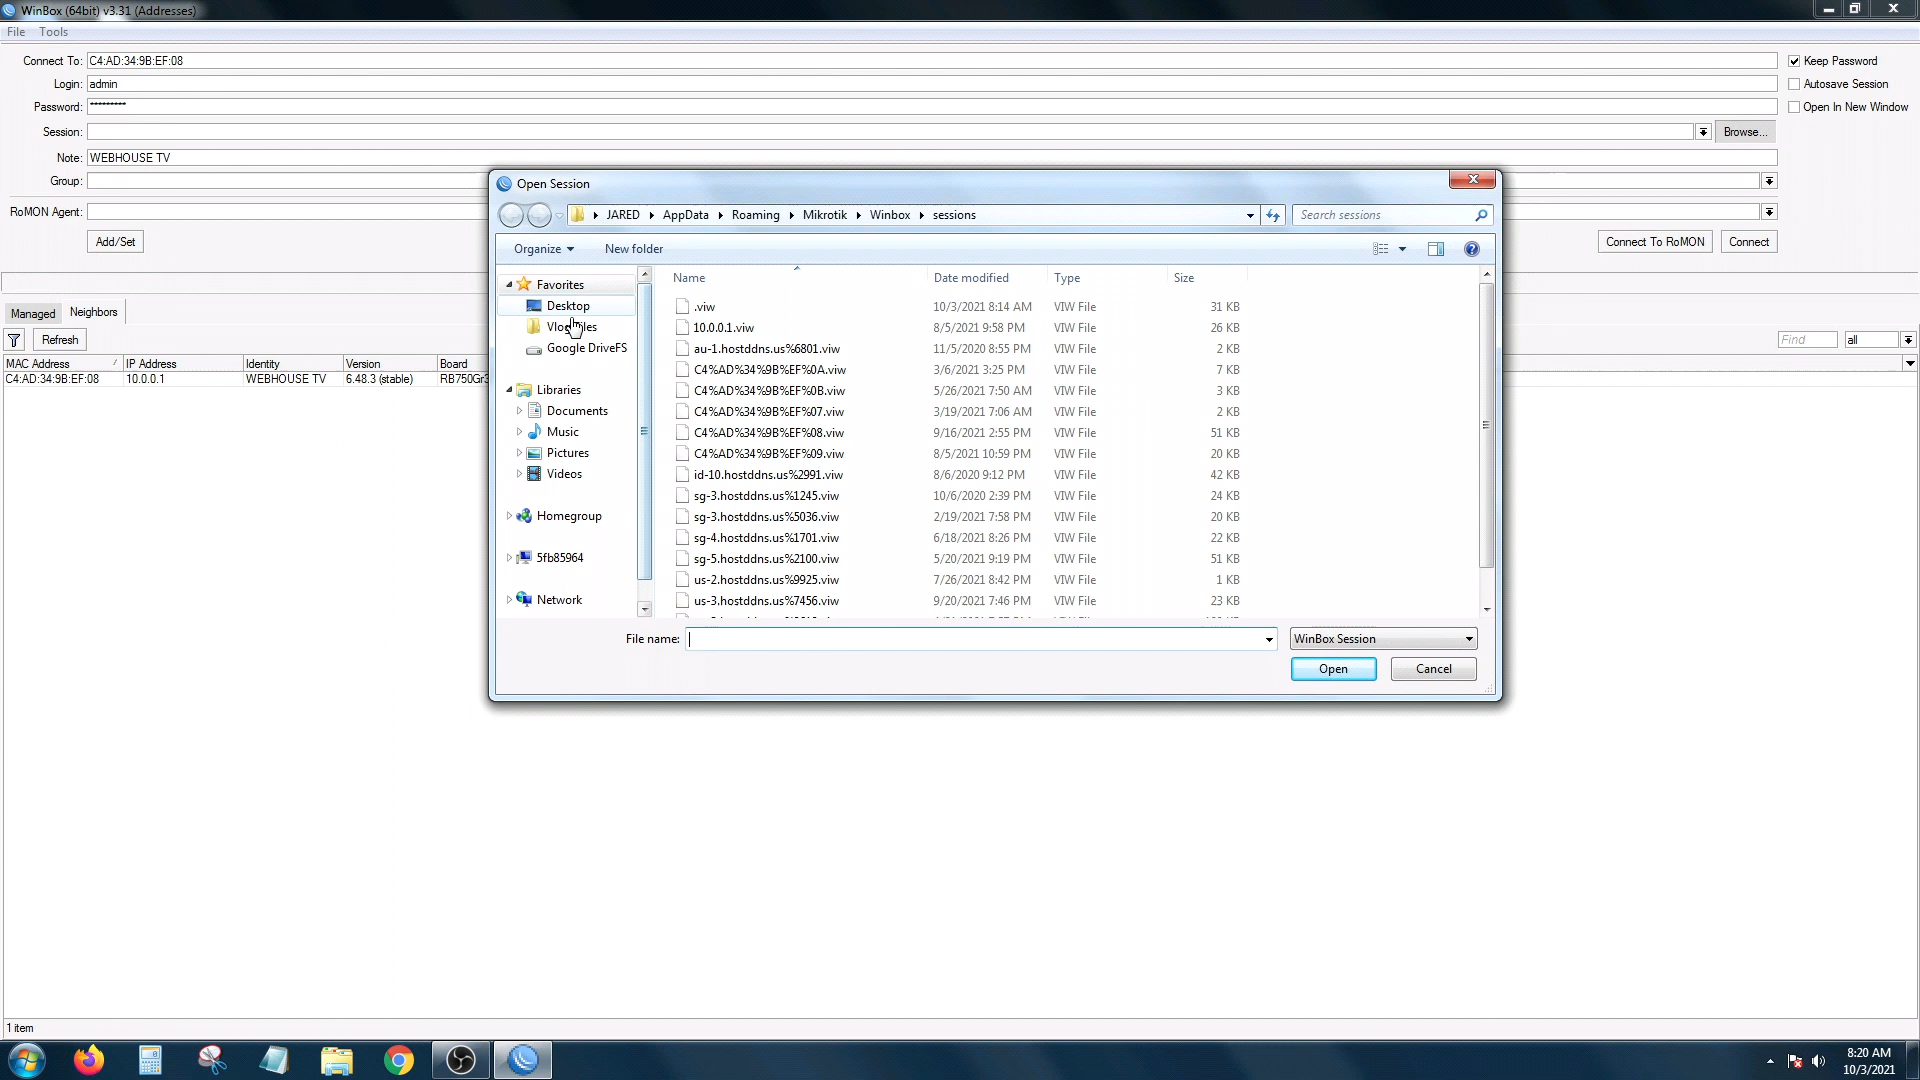 WinBox (64bit) v3.31 (Addresses)
File Tools
Connect To: C4:AD:34:9B:EF:08
Keep Password
Login: admin
Autosave Session
Password: *********
Open In New Window
Session:
Browse...
Note: WEBHOUSE TV
Group:
RoMON Agent:
Add/Set
Connect To RoMON Connect
Managed Neighbors
Refresh
Find all
MAC Address IP Address Identity Version Board
C4:AD:34:9B:EF:08 10.0.0.1 WEBHOUSE TV 6.48.3 (stable)
Open Session
JARED AppData Roaming Mikrotik Winbox sessions
Search sessions
Organize New folder
Favorites
Desktop
Google DriveFS
Libraries
Documents
Music
Pictures
Videos
Homegroup
5fb85964
Network
Name Date modified Type Size
.viw 10/3/2021 8:14 AM VIW File 31 KB
10.0.0.1.viw 8/5/2021 9:58 PM VIW File 26 KB
au-1.hostddns.us%6801.viw 11/5/2020 8:55 PM VIW File 2 KB
C4%AD%34%9B%EF%0A.viw 3/6/2021 3:25 PM VIW File 7 KB
C4%AD%34%9B%EF%0B.viw 5/26/2021 7:50 AM VIW File 3 KB
C4%AD%34%9B%EF%07.viw 3/19/2021 7:06 AM VIW File 2 KB
C4%AD%34%9B%EF%08.viw 9/16/2021 2:55 PM VIW File 51 KB
C4%AD%34%9B%EF%09.viw 8/5/2021 10:59 PM VIW File 20 KB
id-10.hostddns.us%2991.viw 8/6/2020 9:12 PM VIW File 42 KB
sg-3.hostddns.us%1245.viw 10/6/2020 2:39 PM VIW File 24 KB
sg-3.hostddns.us%5036.viw 2/19/2021 7:58 PM VIW File 20 KB
sg-4.hostddns.us%1701.viw 6/18/2021 8:26 PM VIW File 22 KB
sg-5.hostddns.us%2100.viw 5/20/2021 9:19 PM VIW File 51 KB
us-2.hostddns.us%9925.viw 7/26/2021 8:42 PM VIW File 1 KB
us-3.hostddns.us%7456.viw 9/20/2021 7:46 PM VIW File 23 KB
File name:
WinBox Session
Open Cancel
1 item
8:20 AM
10/3/2021